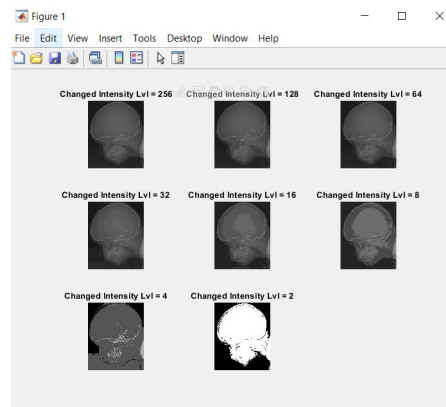 Figure 1
File Edit View Insert Tools Desktop Window Help
Changed Intensity Lvl = 256 Changed Intensity Lvl = 128 Changed Intensity Lvl = 64
Changed Intensity Lvl = 32 Changed Intensity Lvl = 16 Changed Intensity Lvl = 8
Changed Intensity Lvl = 4 Changed Intensity Lvl = 2